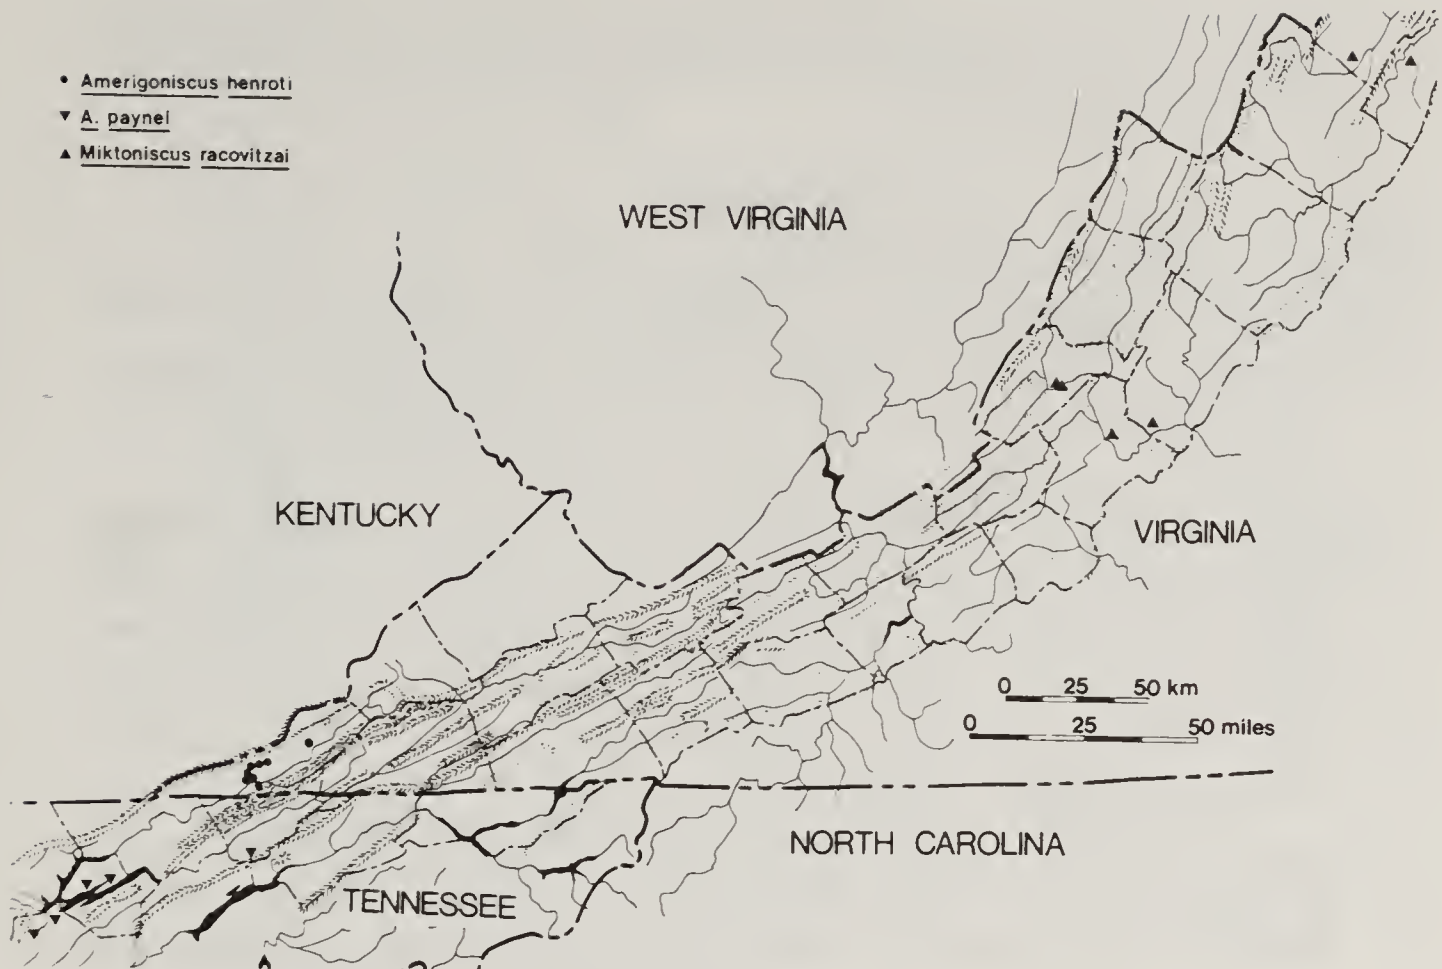 Amerigoniscus henroti
A. paynei
Miktoniscus racovitzai
WEST VIRGINIA
KENTUCKY
VIRGINIA
0 25 50 km
0 25 50 miles
NORTH CAROLINA
TENNESSEE